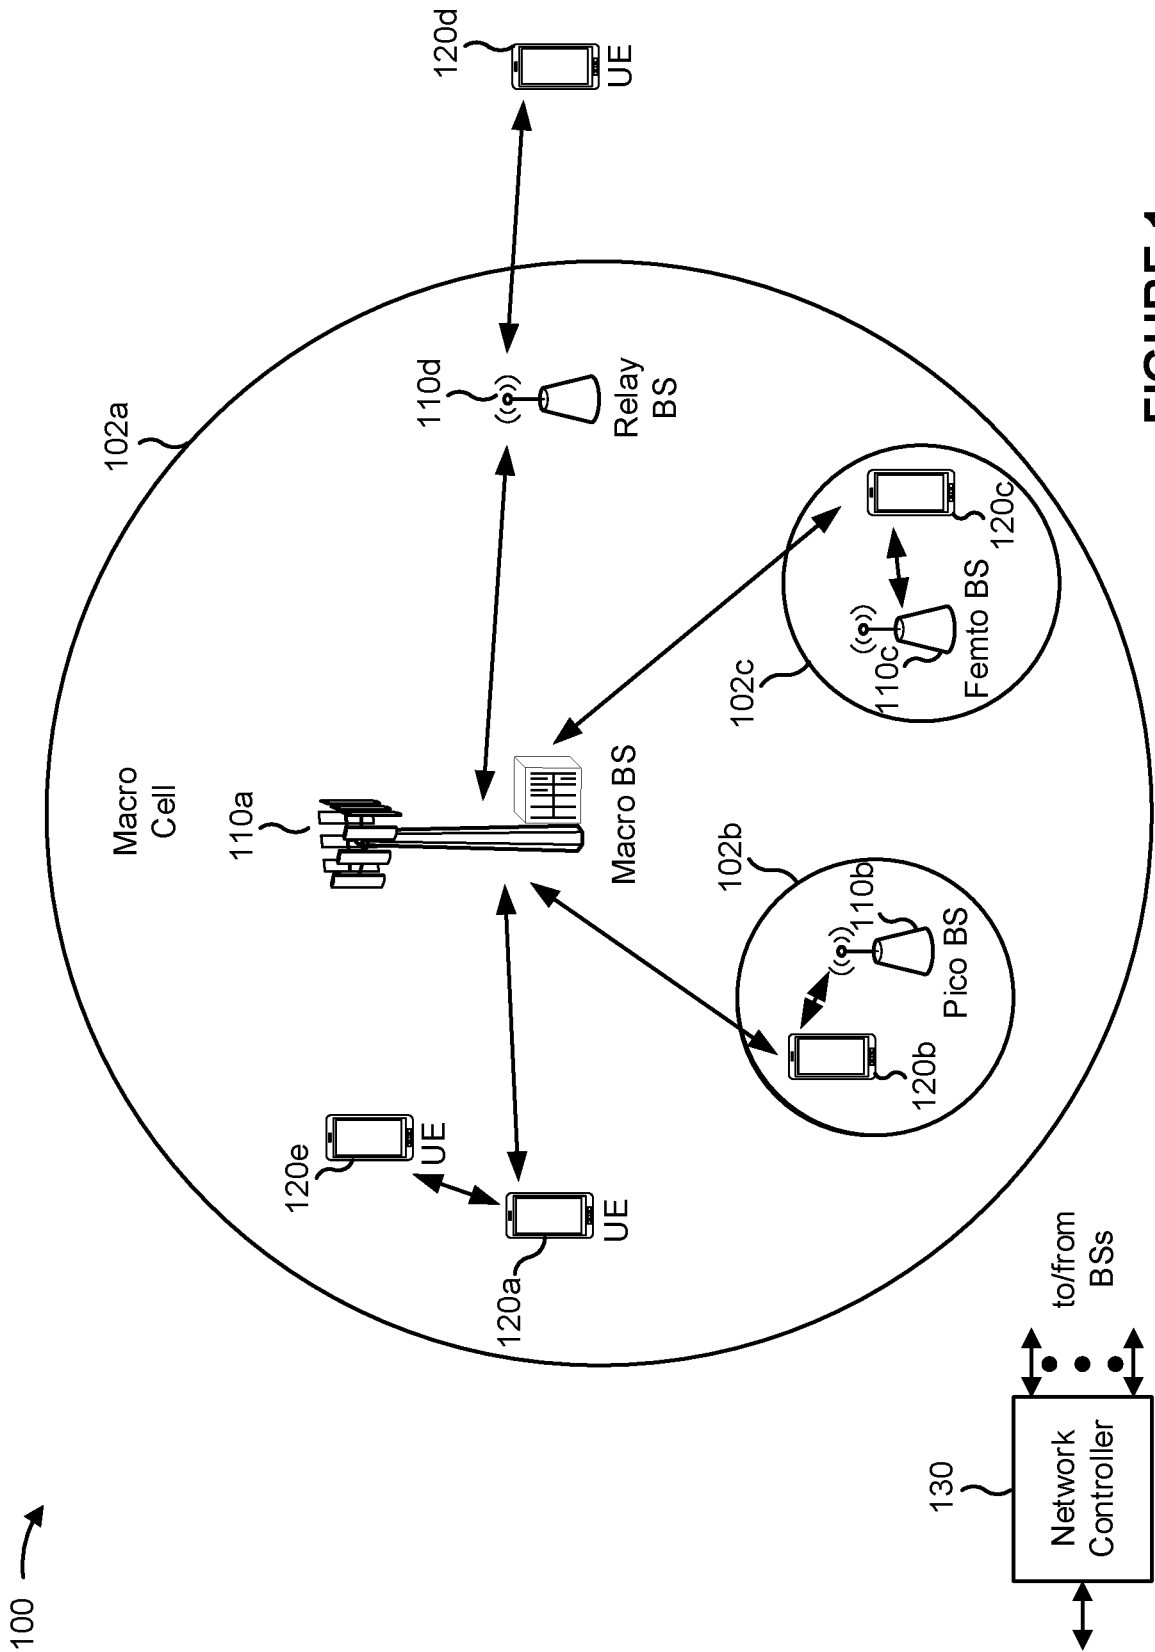 100
102a
Macro
Cell
110a
120d
UE
110d
Relay
BS
120e
UE
120a
UE
Macro BS
102b
102c
110b
Pico BS
120b
110c
Femto BS
120c
130
Network
Controller
to/from
BSs
FIGURE 1